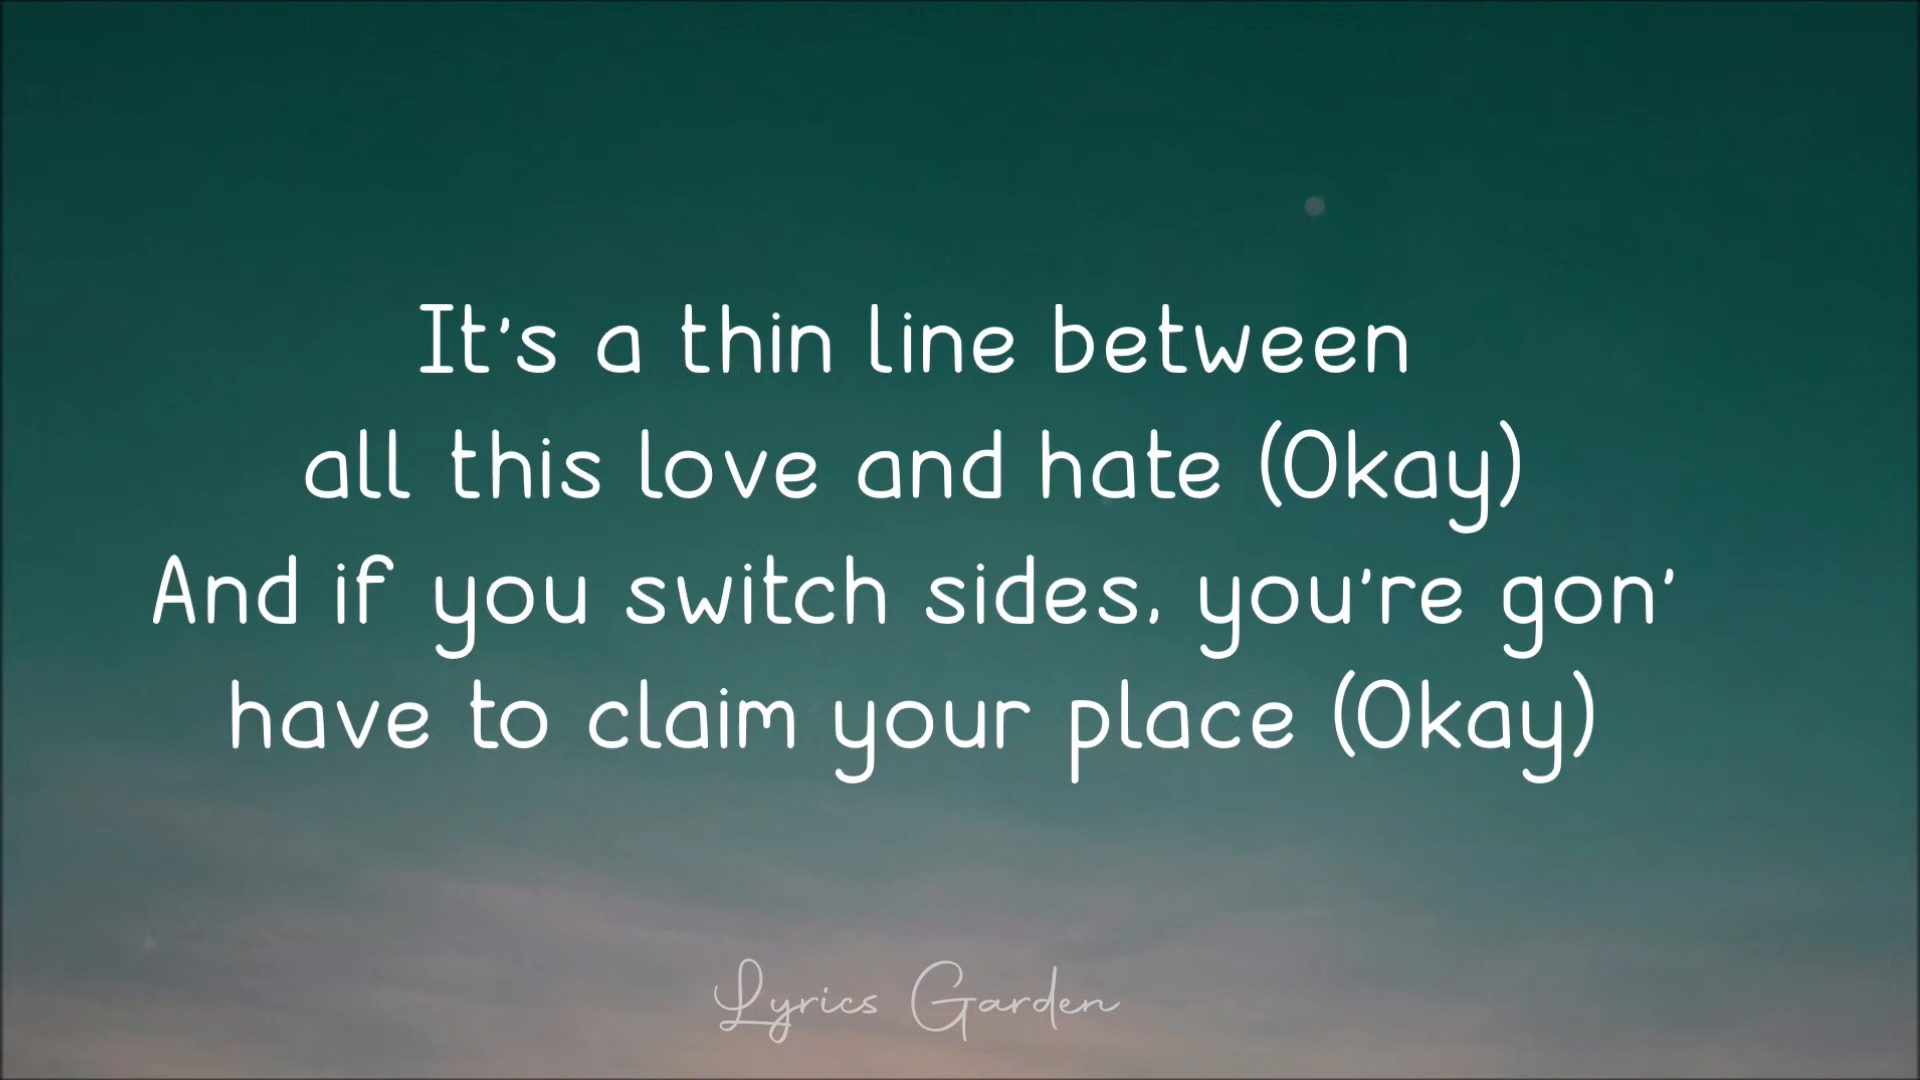 It's a thin line between
all this love and hate (Okay)
And if you switch sides, you're gon'
have to claim your place (Okay)
Lyrics Garden